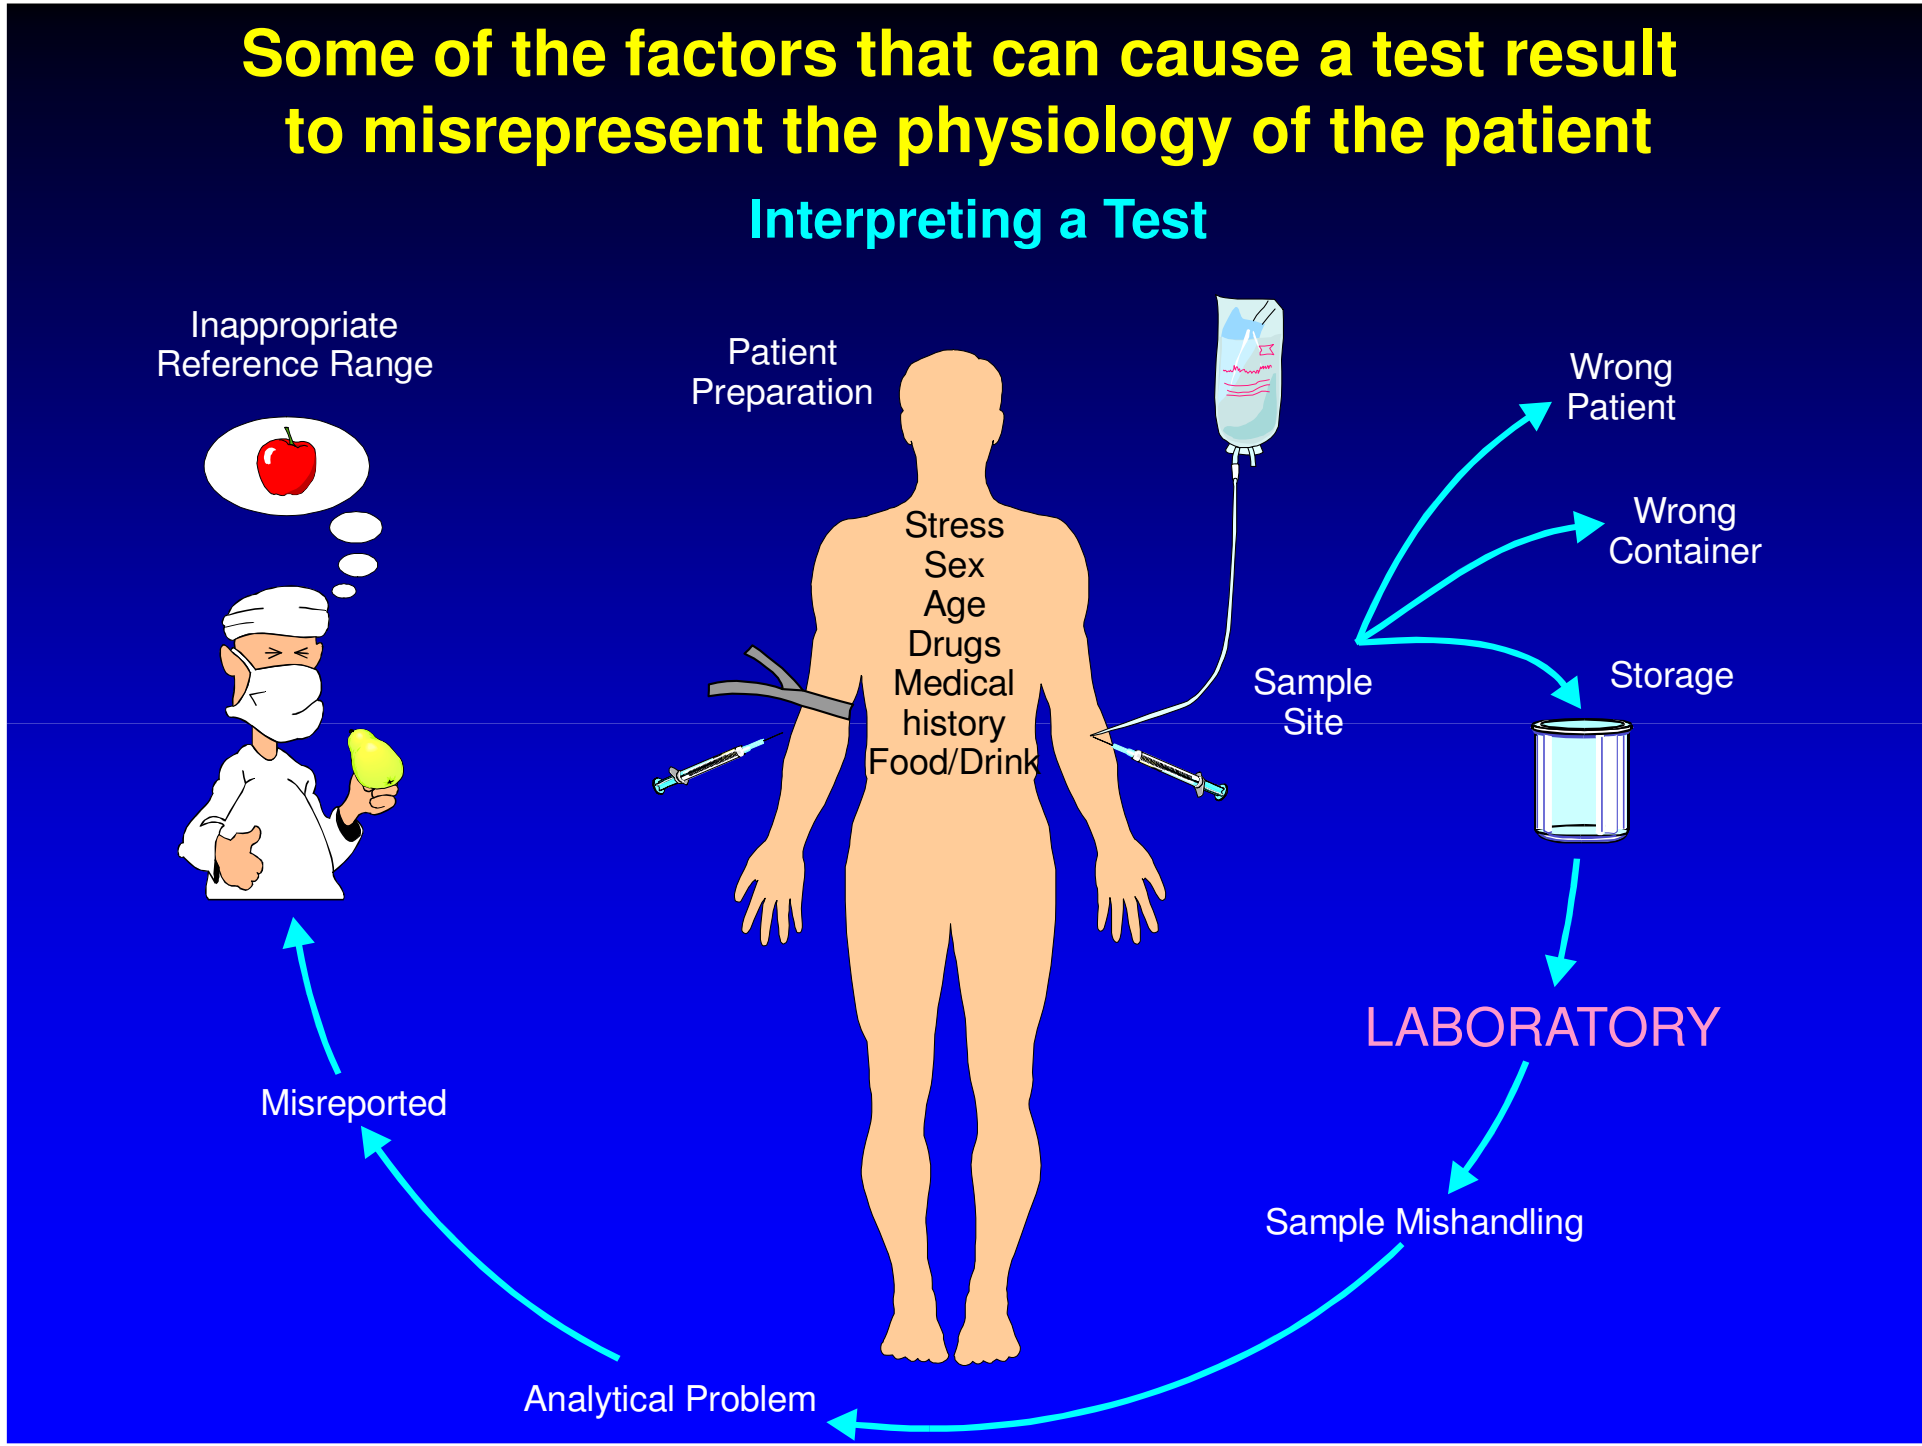 Some of the factors that can cause a test result
to misrepresent the physiology of the patient
Interpreting a Test
Inappropriate
Reference Range
Patient
Preparation
Stress
Sex
Age
Drugs
Medical
history
Food/Drink
Wrong
Patient
Wrong
Container
Sample
Site
Storage
LABORATORY
Sample Mishandling
Analytical Problem
Misreported